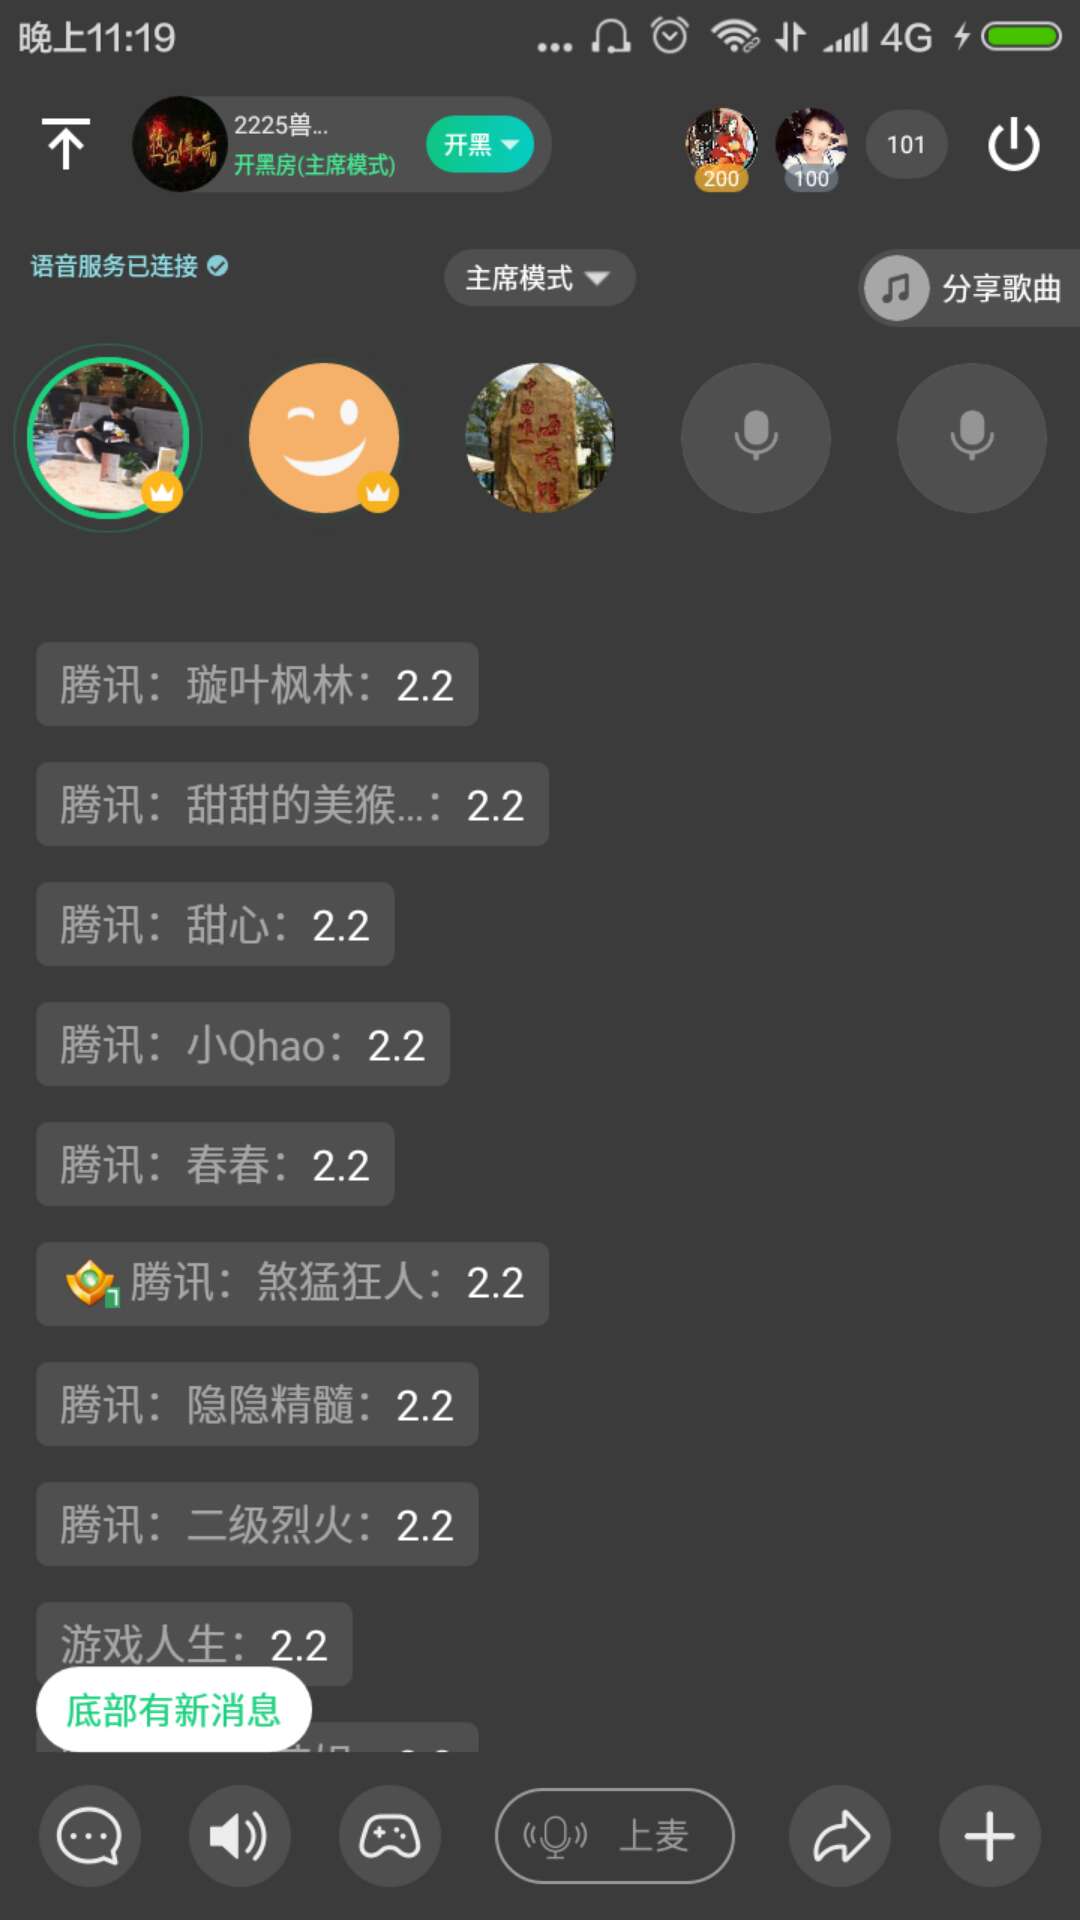 晚上11:19
4G
2225兽...
开黑房(主席模式)
开黑
200
100
101
语音服务已连接
主席模式
分享歌曲
腾讯：璇叶枫林：2.2
腾讯：甜甜的美猴...：2.2
腾讯：甜心：2.2
腾讯：小Qhao：2.2
腾讯：春春：2.2
腾讯：煞猛狂人：2.2
腾讯：隐隐精髓：2.2
腾讯：二级烈火：2.2
游戏人生：2.2
底部有新消息
上麦